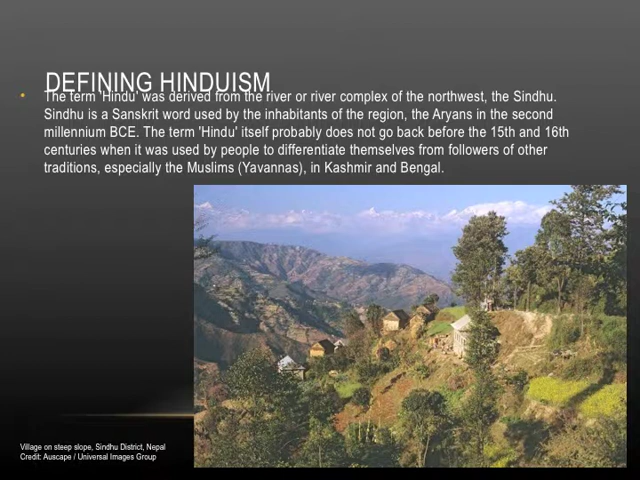 DEFINING HINDUISM
• The term 'Hindu' was derived from the river or river complex of the northwest, the Sindhu.
Sindhu is a Sanskrit word used by the inhabitants of the region, the Aryans in the second
millennium BCE. The term 'Hindu' itself probably does not go back before the 15th and 16th
centuries when it was used by people to differentiate themselves from followers of other
traditions, especially the Muslims (Yavannas), in Kashmir and Bengal.
Village on steep slope, Sindhu District, Nepal
Credit: Auscape / Universal Images Group